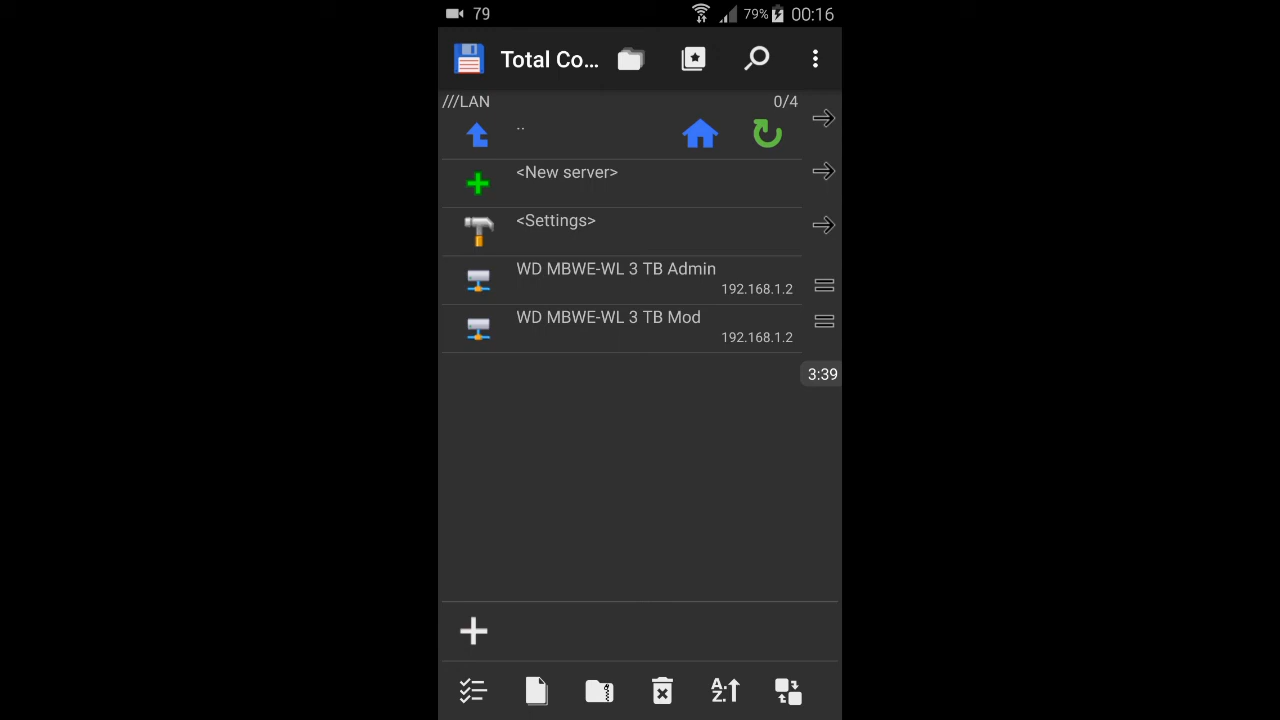 79
79%
00:16
Total Co...
///LAN
0/4
..
<New server>
<Settings>
WD MBWE-WL 3 TB Admin
192.168.1.2
WD MBWE-WL 3 TB Mod
192.168.1.2
3:39
A
Z